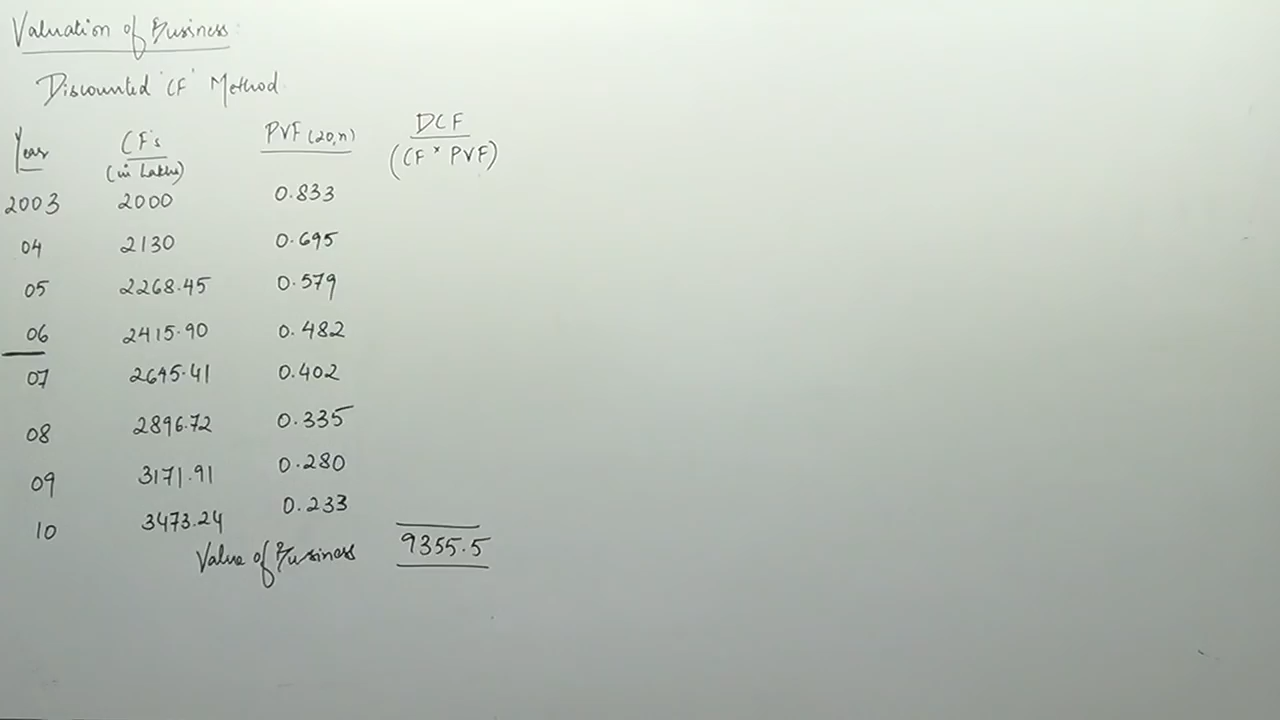 Valuation of Business
Discounted 'CF' Method
Year CF's (in Lakhs) PVF (20,n) DCF (CF * PVF)
2003 2000 0.833
04 2130 0.695
05 2268.45 0.579
06 2415.90 0.482
07 2645.41 0.402
08 2896.72 0.335
09 3171.91 0.280
10 3473.24 0.233
Value of Business 9355.5